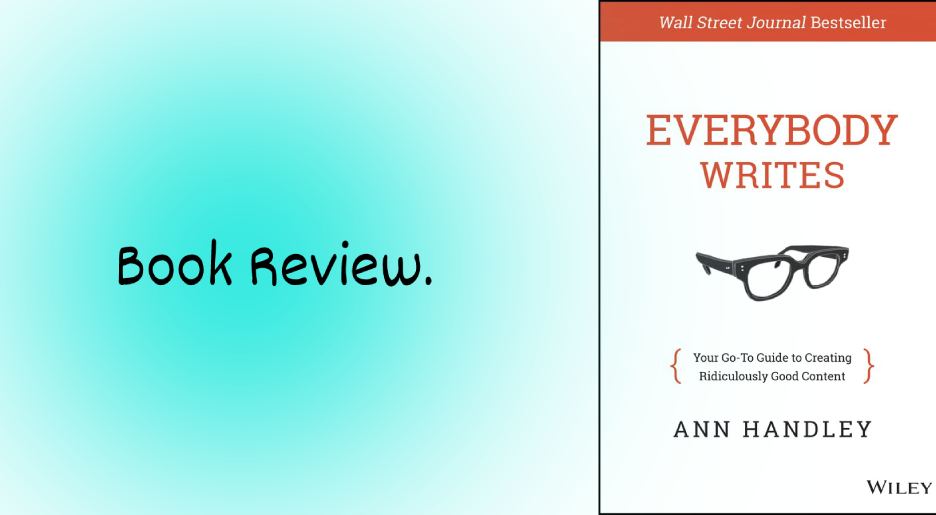 Book Review.
Wall Street Journal Bestseller
EVERYBODY
WRITES
{ Your Go-To Guide to Creating
Ridiculously Good Content }
ANN HANDLEY
WILEY